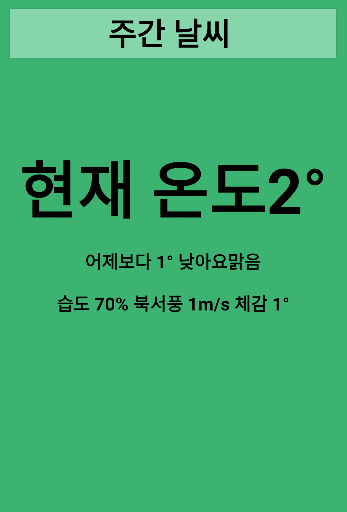 주간 날씨
현재 온도2°
어제보다 1° 낮아요맑음
습도 70% 북서풍 1m/s 체감 1°